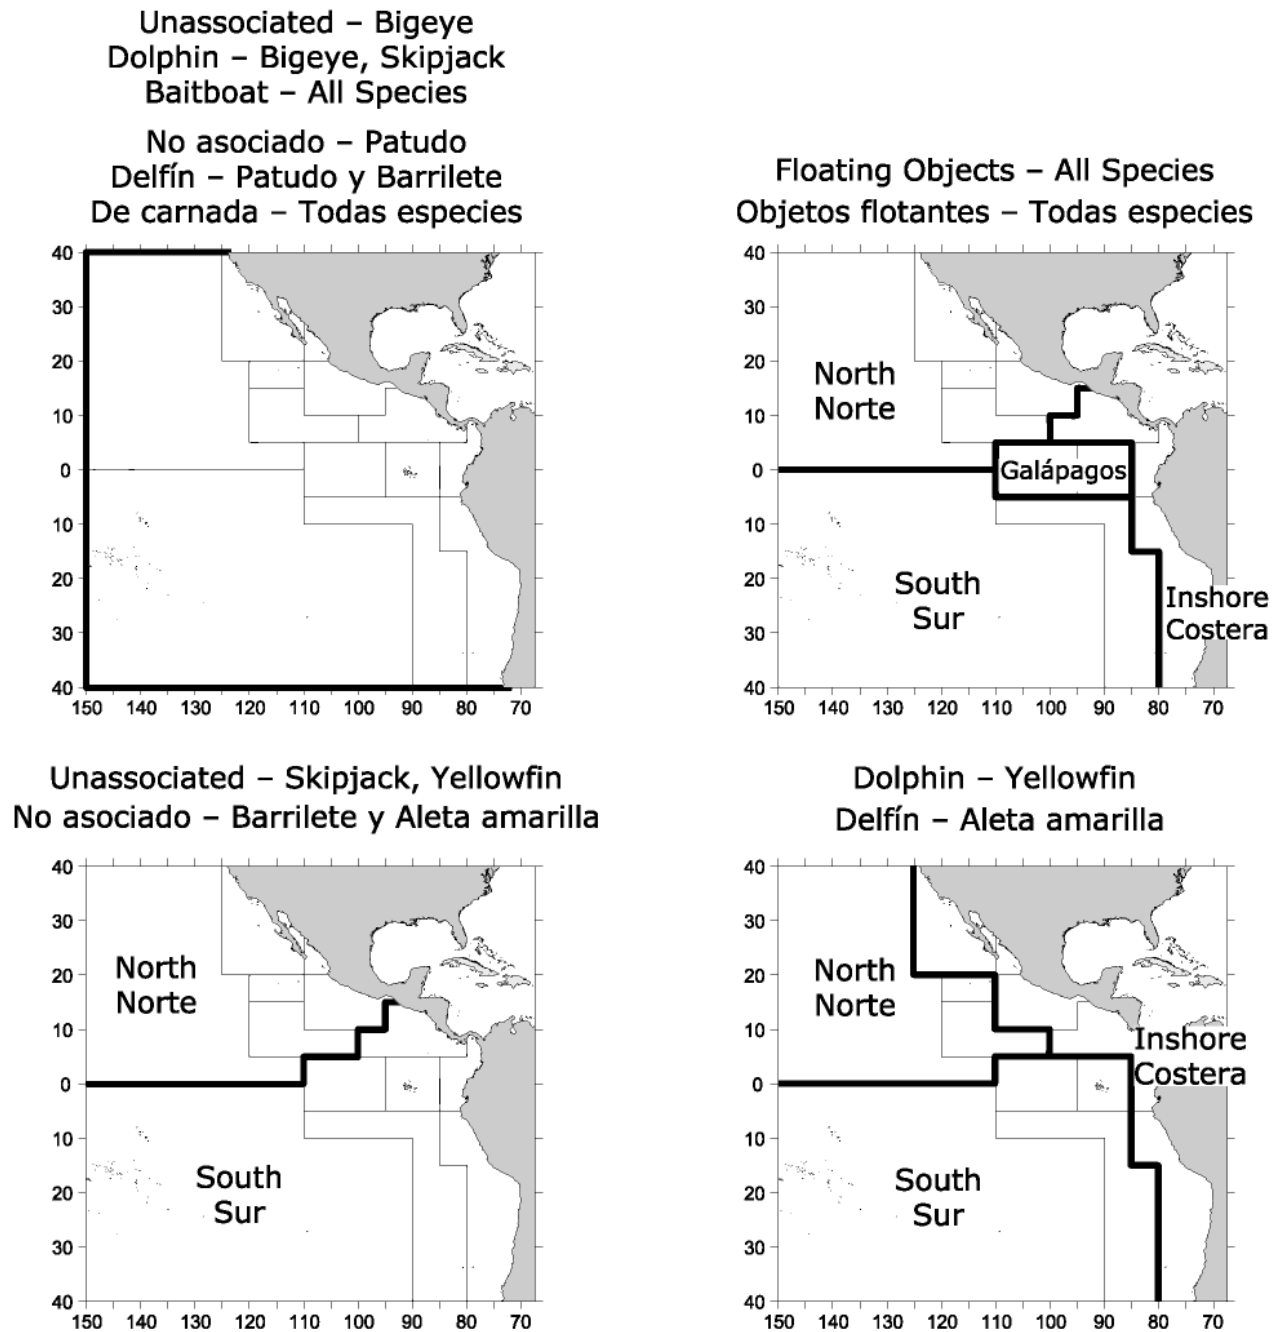 Unassociated – Bigeye
Dolphin – Bigeye, Skipjack
Baitboat – All Species
No asociado – Patudo
Delfín – Patudo y Barrilete
De carnada – Todas especies
40
30
20
10
0
10
20
30
40
150 140 130 120 110 100 90 80 70
Floating Objects – All Species
Objetos flotantes – Todas especies
40
30
20
10
0
10
20
30
40
North
Norte
Galápagos
South
Sur
Inshore
Costera
150 140 130 120 110 100 90 80 70
Unassociated – Skipjack, Yellowfin
No asociado – Barrilete y Aleta amarilla
40
30
20
10
0
10
20
30
40
North
Norte
South
Sur
150 140 130 120 110 100 90 80 70
Dolphin – Yellowfin
Delfín – Aleta amarilla
40
30
20
10
0
10
20
30
40
North
Norte
Inshore
Costera
South
Sur
150 140 130 120 110 100 90 80 70